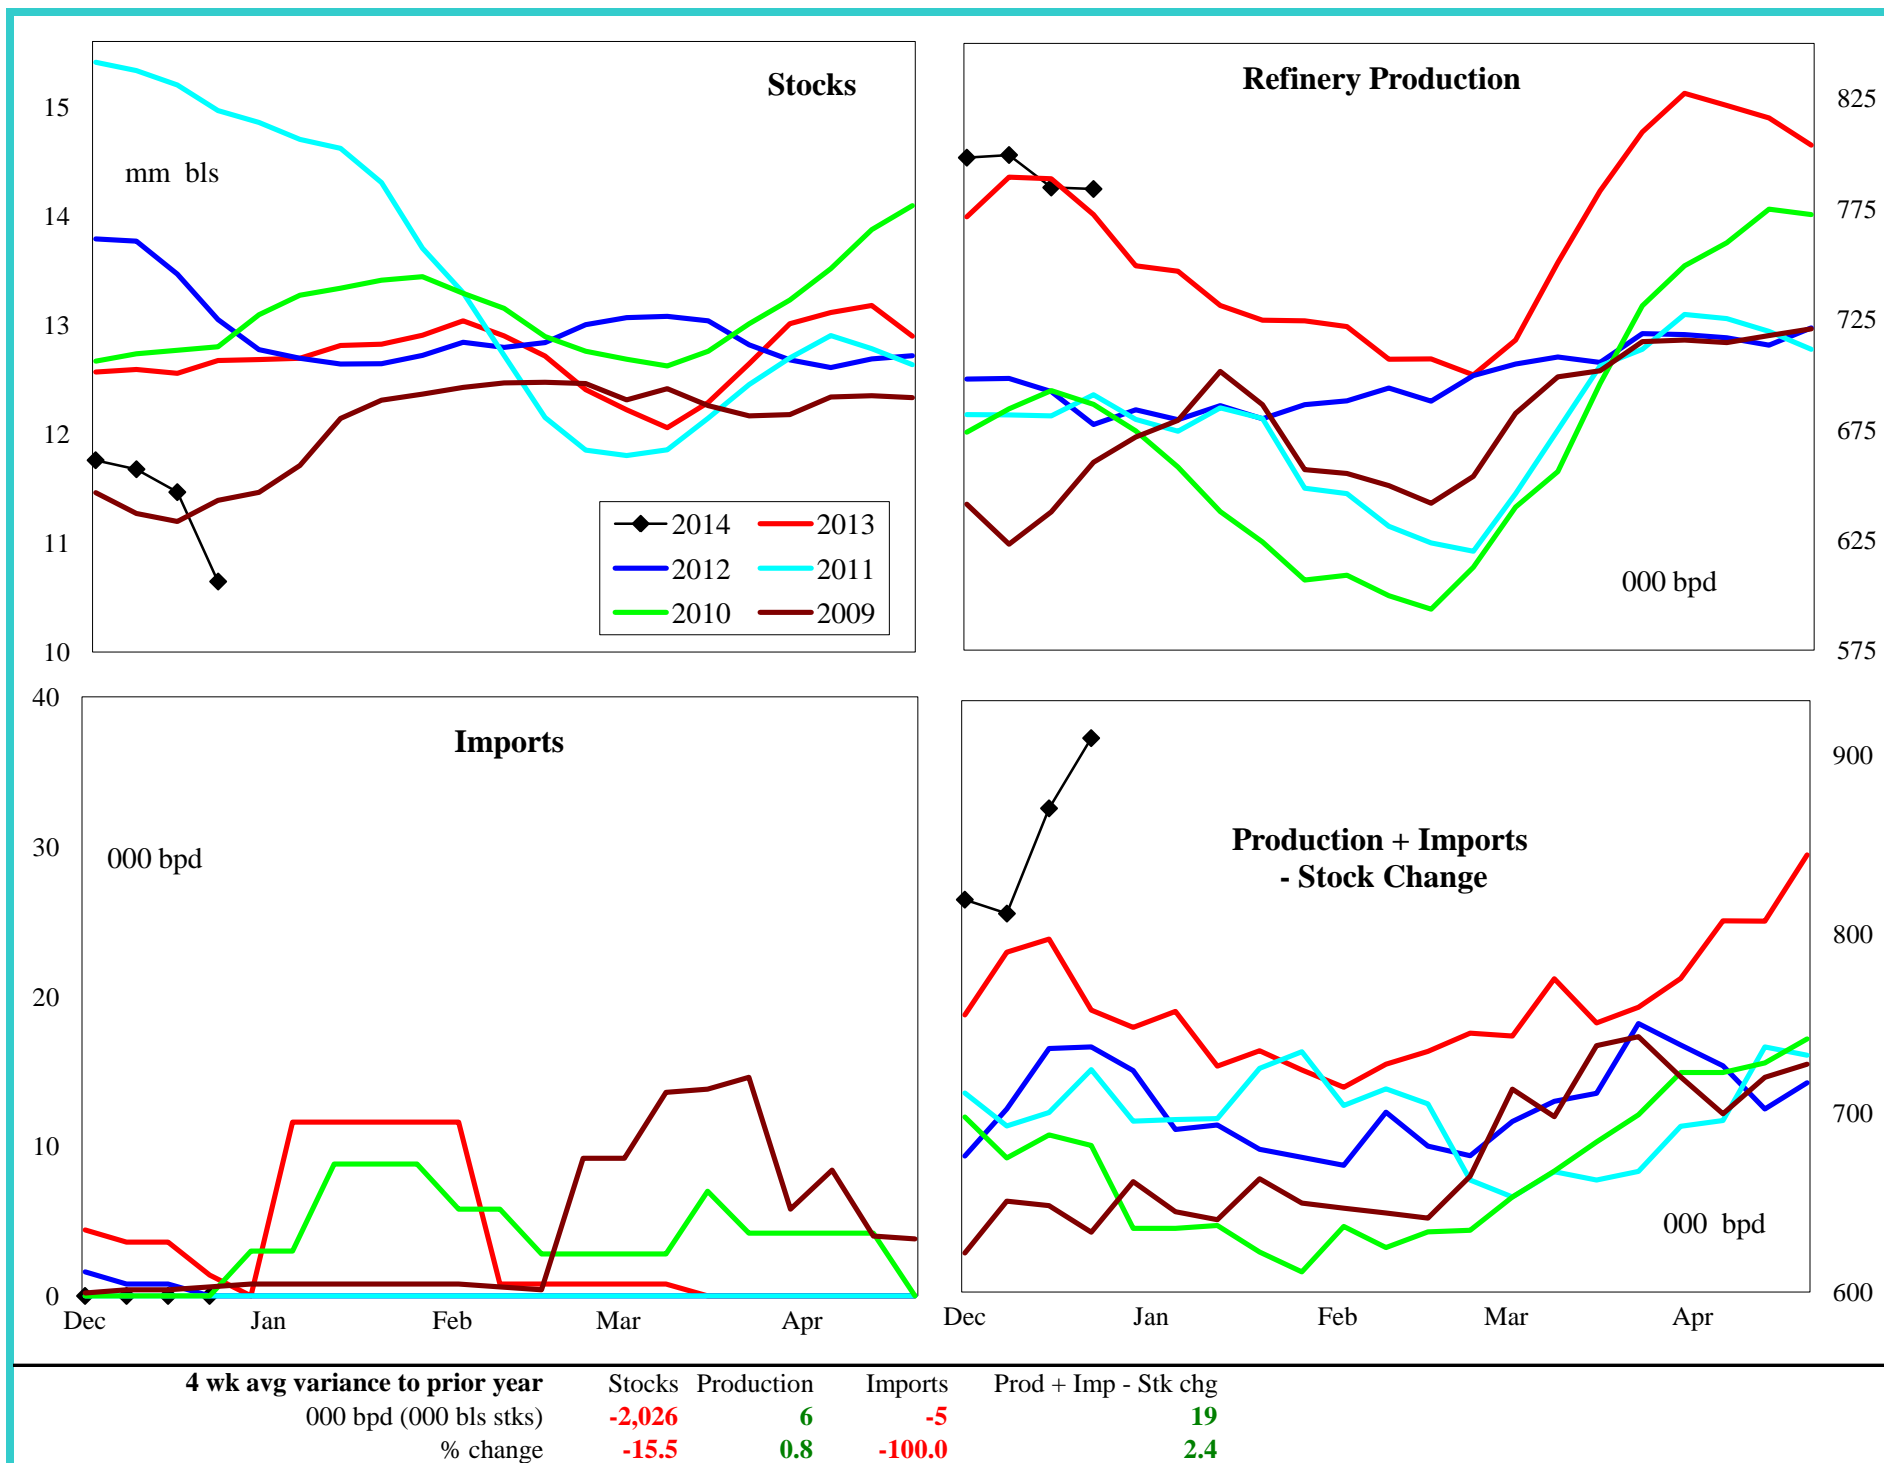 Stocks
mm bls
15
14
13
12
11
10
2014
2013
2012
2011
2010
2009
Refinery Production
000 bpd
825
775
725
675
625
575
Imports
000 bpd
40
30
20
10
0
Dec Jan Feb Mar Apr
Production + Imports
- Stock Change
000 bpd
900
800
700
600
Dec Jan Feb Mar Apr
4 wk avg variance to prior year Stocks Production Imports Prod + Imp - Stk chg
000 bpd (000 bls stks) -2,026 6 -5 19
% change -15.5 0.8 -100.0 2.4